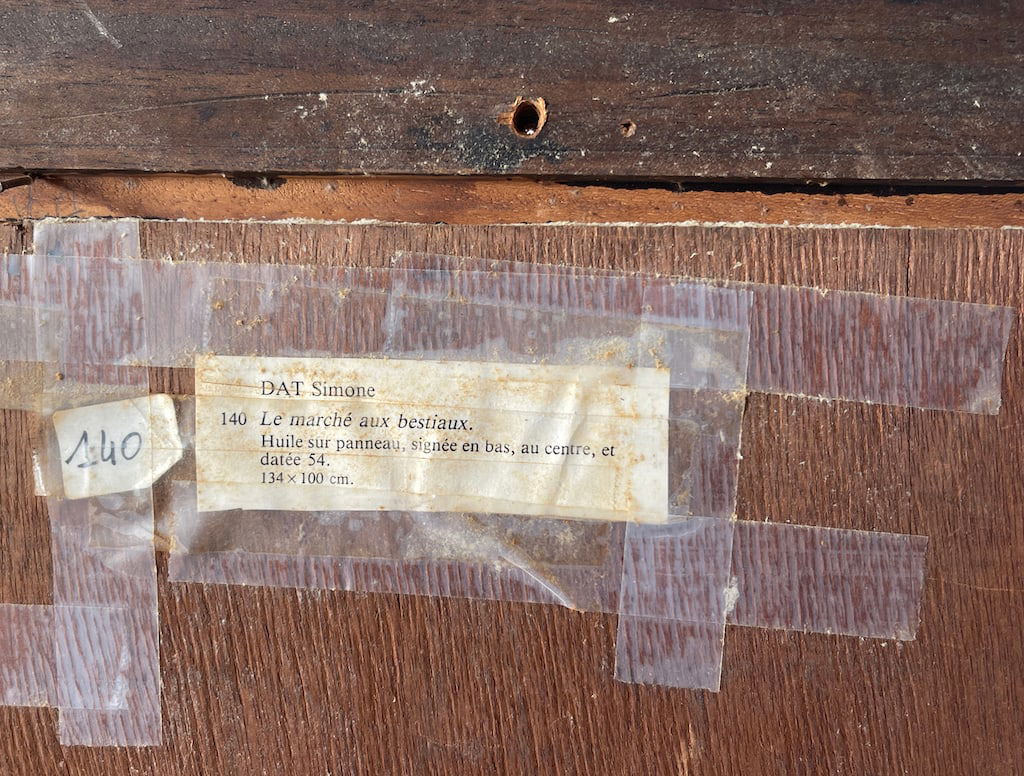 DAT Simone
140 Le marché aux bestiaux.
Huile sur panneau, signée en bas, au centre, et
datée 54.
134 × 100 cm.
140